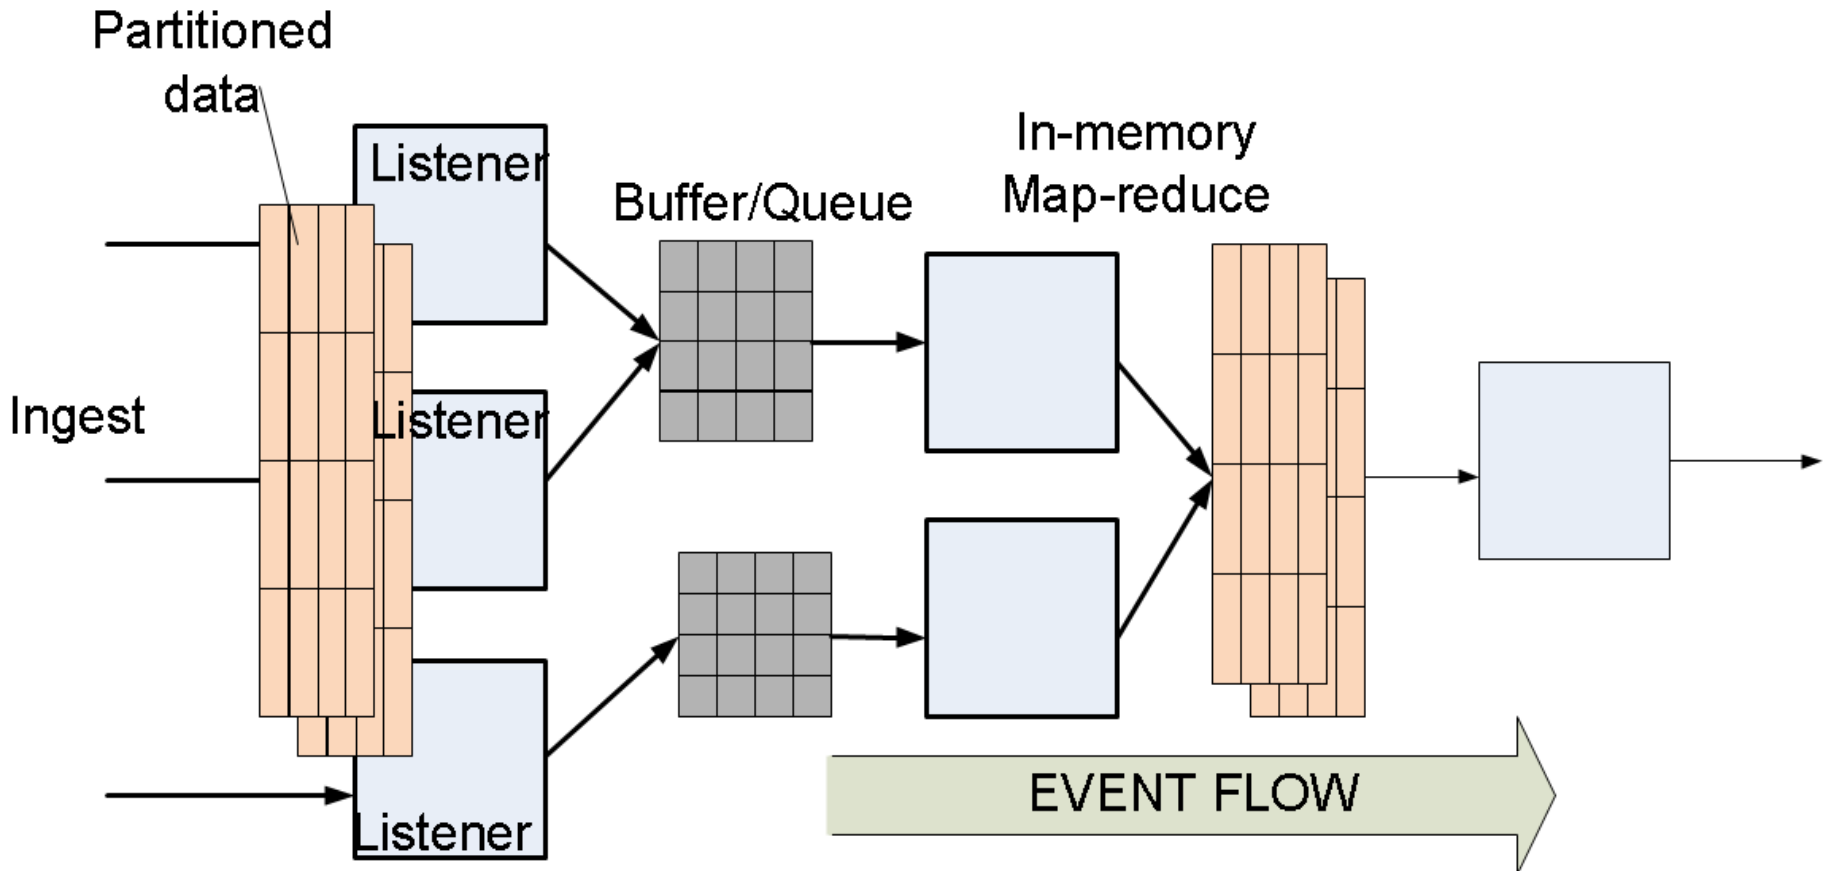 Partitioned
data
Listener
In-memory
Map-reduce
Buffer/Queue
Ingest
Listener
EVENT FLOW
Listener